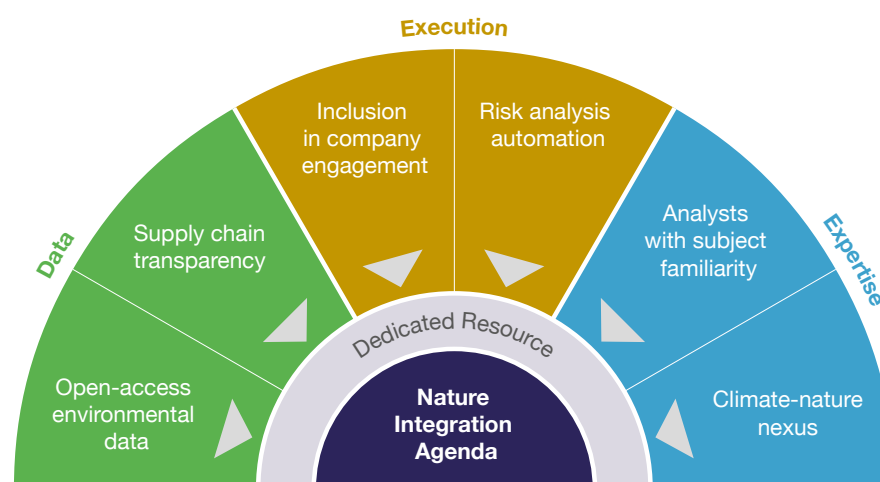 Execution
Inclusion
in company
engagement
Risk analysis
automation
Data
Supply chain
transparency
Analysts
with subject
familiarity
Expertise
Open-access
environmental
data
Dedicated Resource
Nature
Integration
Agenda
Climate-nature
nexus